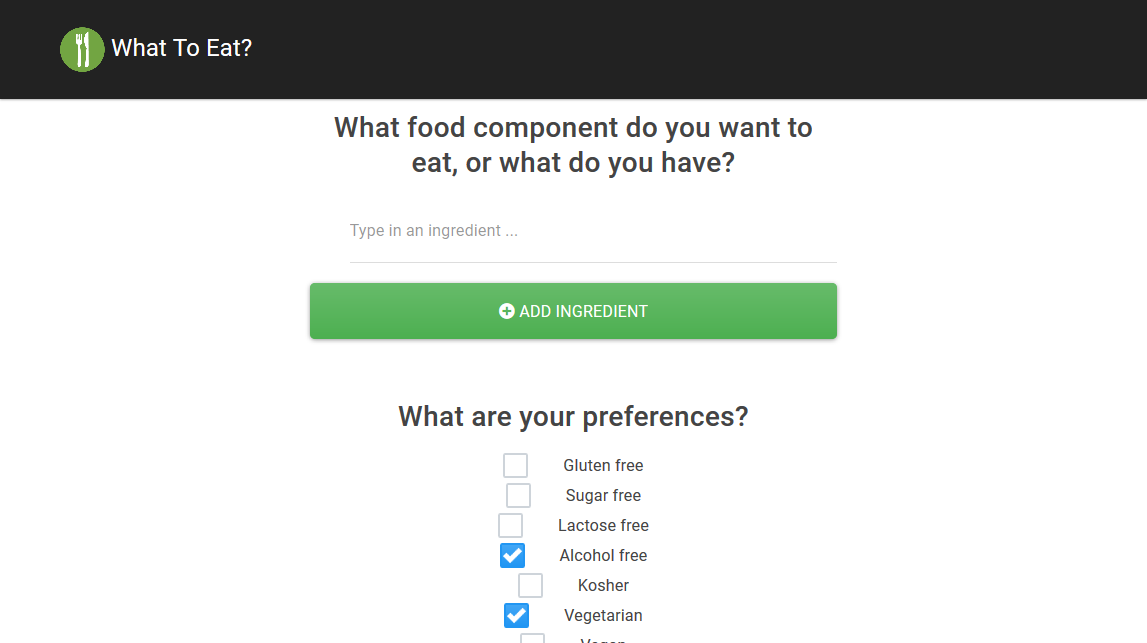 What To Eat?
What food component do you want to
eat, or what do you have?
Type in an ingredient ...
ADD INGREDIENT
What are your preferences?
Gluten free
Sugar free
Lactose free
Alcohol free
Kosher
Vegetarian
Vegan